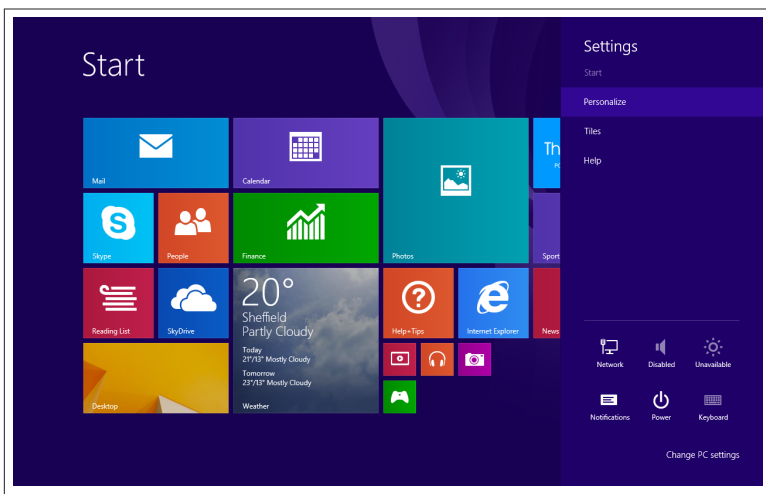 Start
Mail
Calendar
Th
PC
Skype
People
Finance
Photos
Sport
Reading List
SkyDrive
20°
Sheffield
Partly Cloudy
Today
21°/13° Mostly Cloudy
Tomorrow
23°/13° Mostly Cloudy
Weather
Help+Tips
Internet Explorer
News
Desktop
Settings
Start
Personalize
Tiles
Help
Network
Disabled
Unavailable
Notifications
Power
Keyboard
Change PC settings